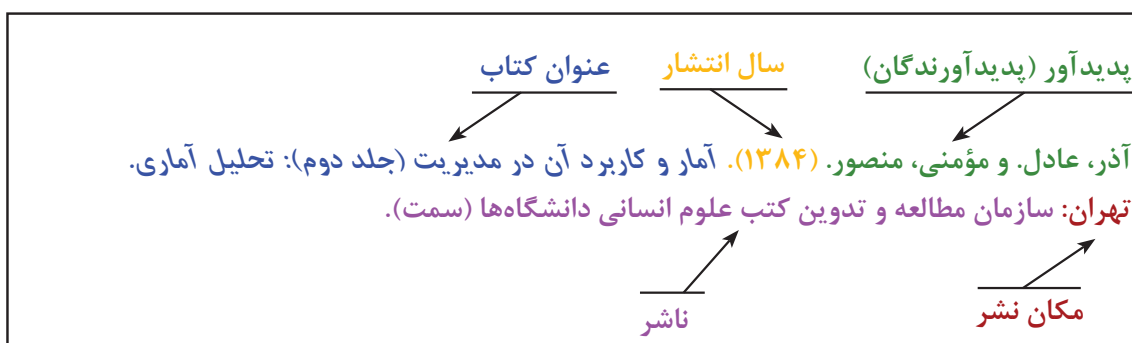 پدیدآور (پدیدآورندگان) سال انتشار عنوان کتاب
آذر، عادل. و مؤمنی، منصور. (۱۳۸۴). آمار و کاربرد آن در مدیریت (جلد دوم): تحلیل آماری.
تهران: سازمان مطالعه و تدوین کتب علوم انسانی دانشگاه‌ها (سمت).
مکان نشر ناشر